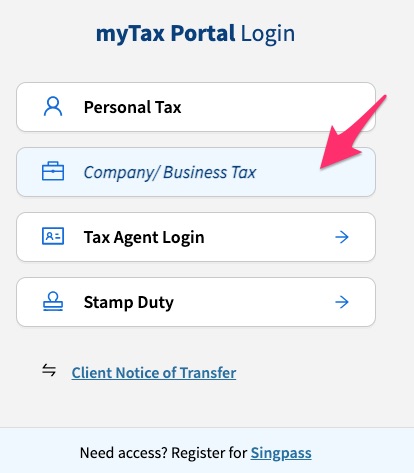 myTax Portal Login
Personal Tax
Company/ Business Tax
Tax Agent Login
Stamp Duty
Client Notice of Transfer
Need access? Register for Singpass